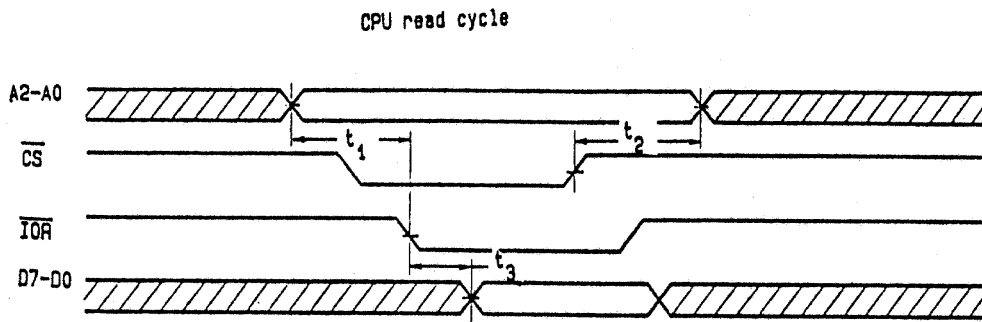 CPU read cycle
A2-A0
t1
t2
CS
IOR
t3
D7-D0